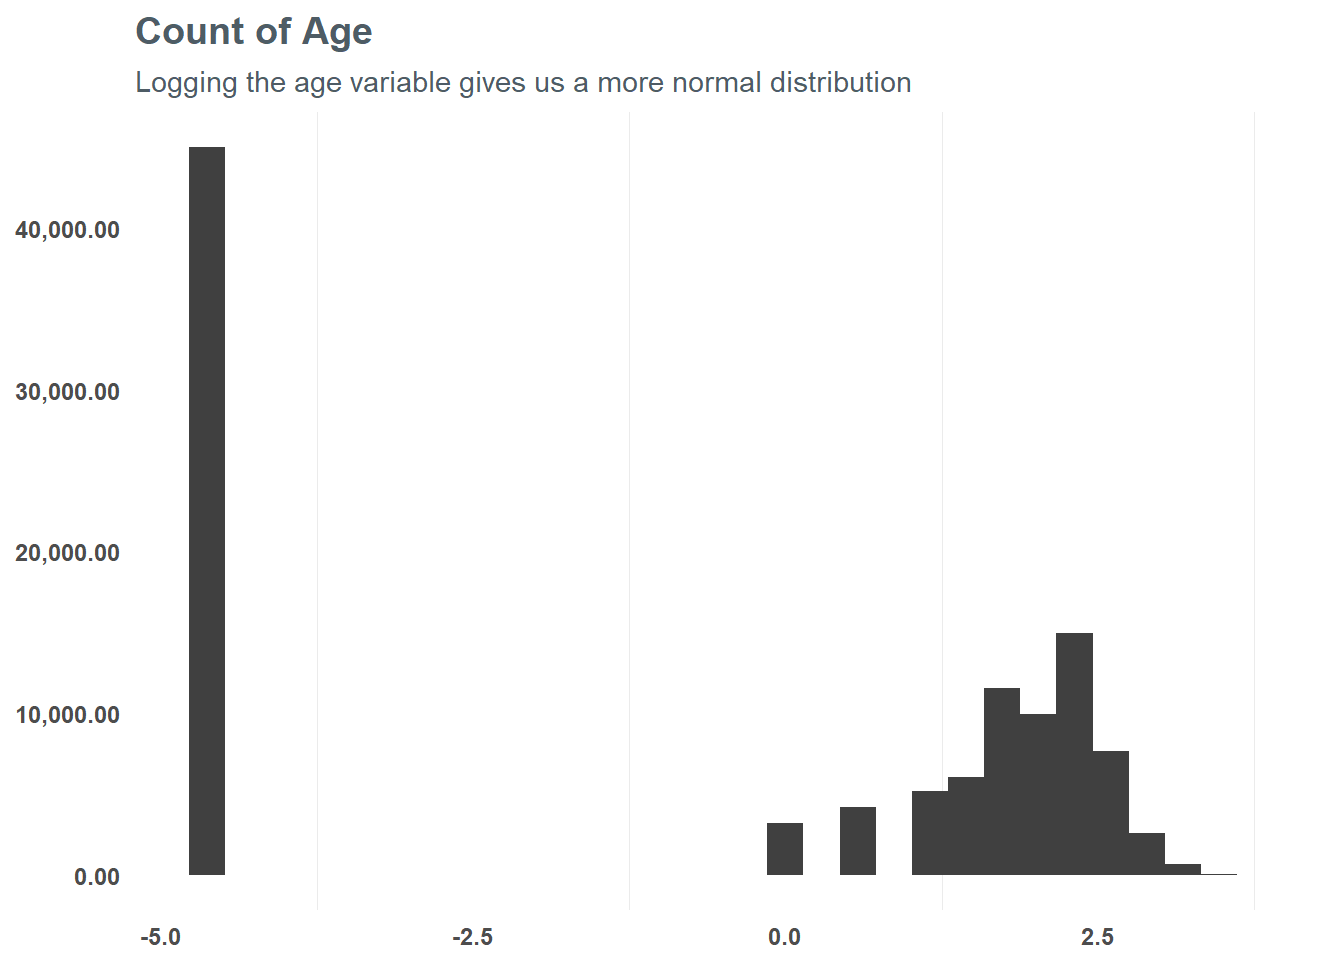 Count of Age
Logging the age variable gives us a more normal distribution
40,000.00
30,000.00
20,000.00
10,000.00
0.00
-5.0 -2.5 0.0 2.5